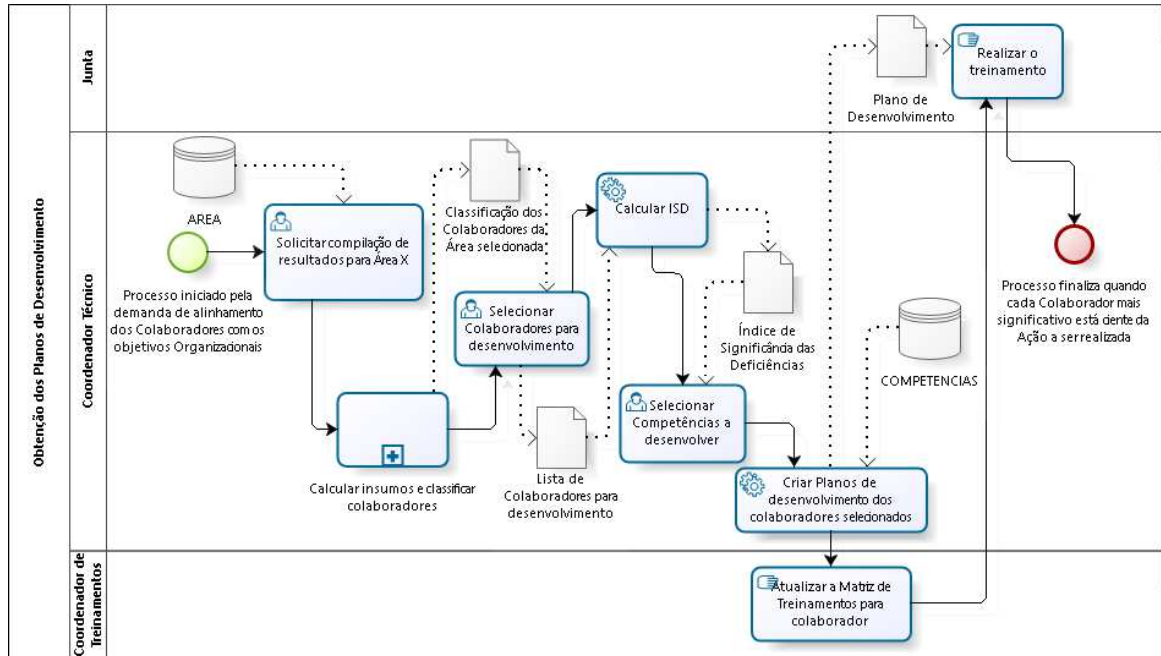 Obtenção dos Planos de Desenvolvimento
Junta
Plano de
Desenvolvimento
Realizar o
treinamento
Coordenador Técnico
AREA
Processo iniciado pela
demanda de alinhamento
dos Colaboradores com os
objetivos Organizacionais
Solicitar compilação de
resultados para Área X
Calcular insumos e classificar
colaboradores
Classificação dos
Colaboradores da
Área selecionada
Selecionar
Colaboradores para
desenvolvimento
Lista de
Colaboradores para
desenvolvimento
Calcular ISD
Índice de
Significância das
Deficiências
Selecionar
Competências a
desenvolver
COMPETENCIAS
Criar Planos de
desenvolvimento dos
colaboradores selecionados
Processo finaliza quando
cada Colaborador mais
significativo está ciente da
Ação a ser realizada
Coordenador de
Treinamentos
Atualizar a Matriz de
Treinamentos para
colaborador